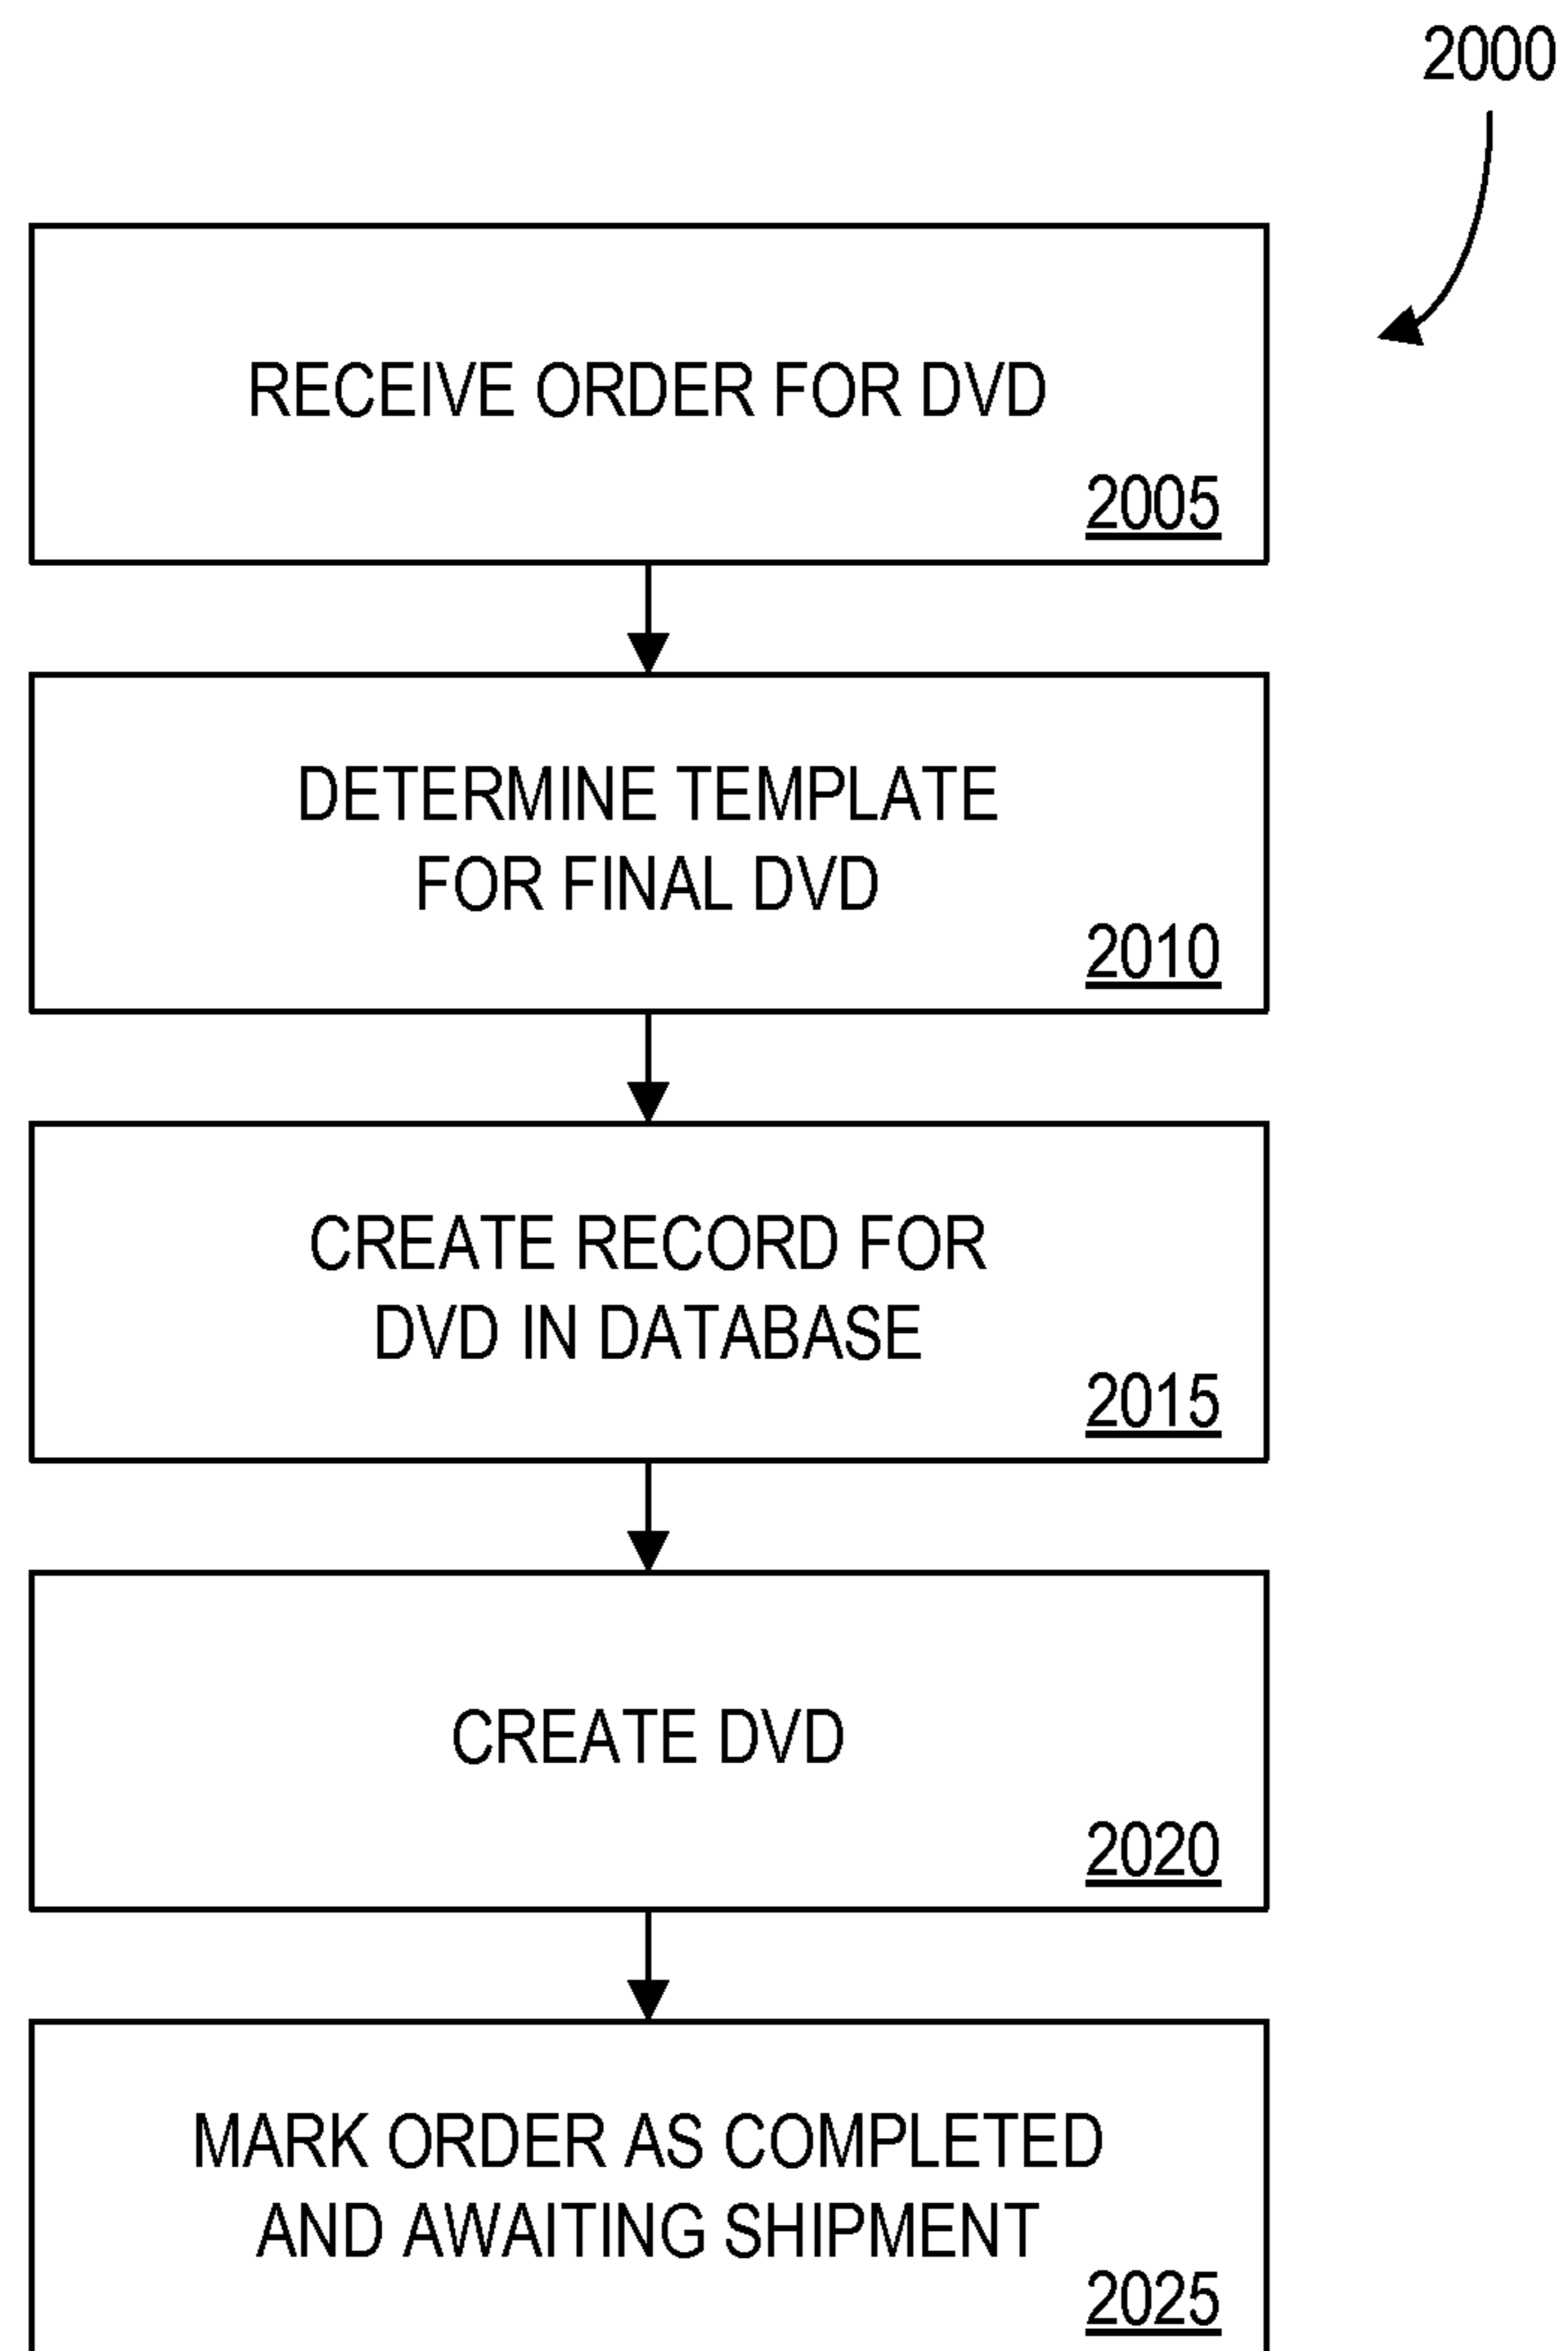 2000
RECEIVE ORDER FOR DVD
2005
DETERMINE TEMPLATE
FOR FINAL DVD
2010
CREATE RECORD FOR
DVD IN DATABASE
2015
CREATE DVD
2020
MARK ORDER AS COMPLETED
AND AWAITING SHIPMENT
2025